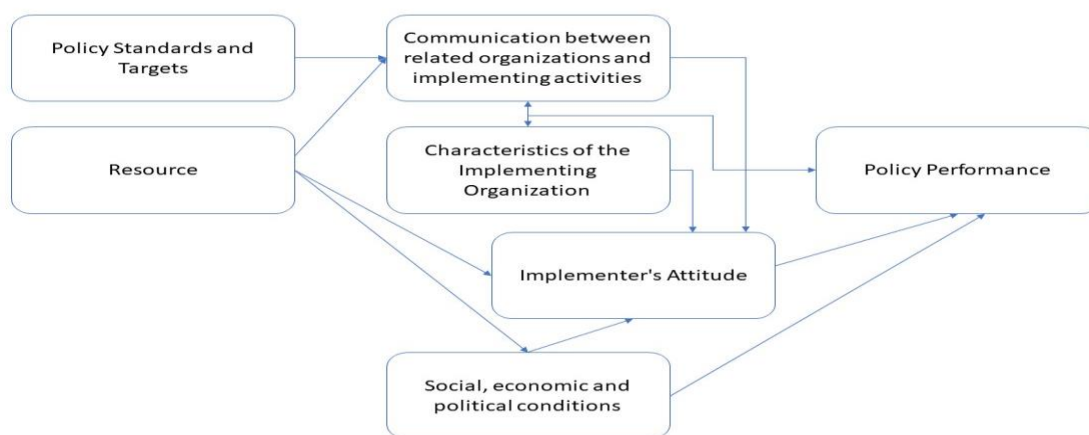 Policy Standards and
Targets
Communication between
related organizations and
implementing activities
Resource
Characteristics of the
Implementing
Organization
Policy Performance
Implementer's Attitude
Social, economic and
political conditions